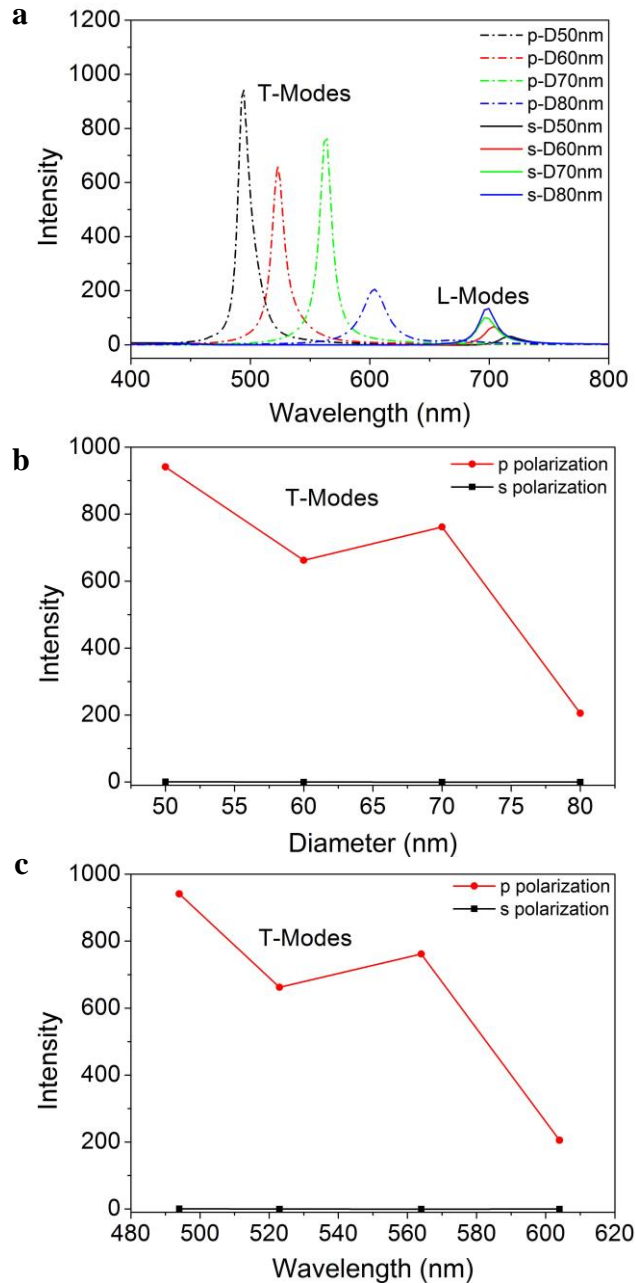 a
1200
1000
800
600
400
200
0
Intensity
T-Modes
L-Modes
p-D50nm
p-D60nm
p-D70nm
p-D80nm
s-D50nm
s-D60nm
s-D70nm
s-D80nm
400 500 600 700 800
Wavelength (nm)
b
1000
800
600
400
200
0
Intensity
T-Modes
p polarization
s polarization
50 55 60 65 70 75 80
Diameter (nm)
c
1000
800
600
400
200
0
Intensity
T-Modes
p polarization
s polarization
480 500 520 540 560 580 600 620
Wavelength (nm)